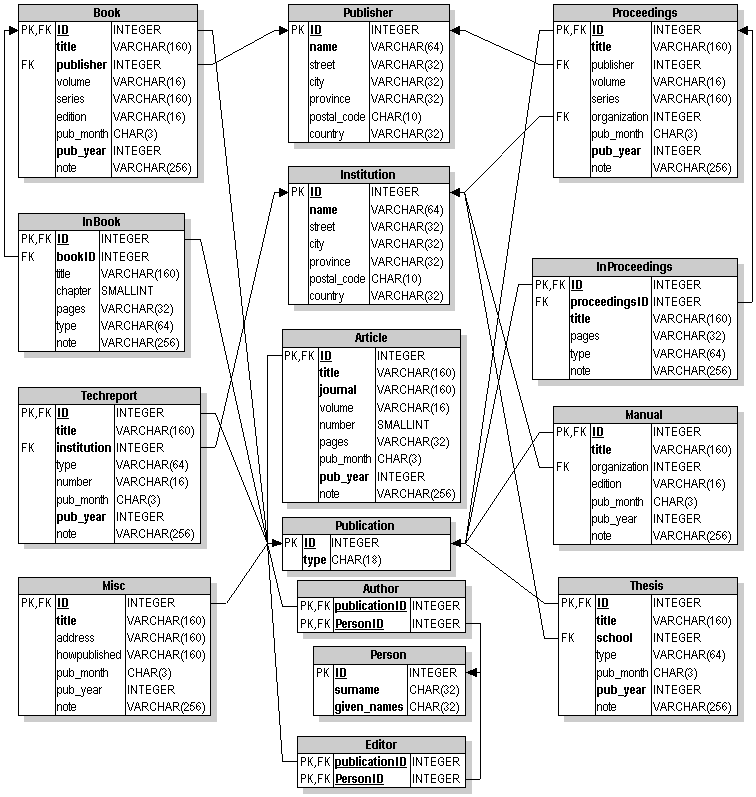 Book
PK,FK ID INTEGER
title VARCHAR(160)
FK publisher INTEGER
volume VARCHAR(16)
series VARCHAR(160)
edition VARCHAR(16)
pub_month CHAR(3)
pub_year INTEGER
note VARCHAR(256)
Publisher
PK ID INTEGER
name VARCHAR(64)
street VARCHAR(32)
city VARCHAR(32)
province VARCHAR(32)
postal_code CHAR(10)
country VARCHAR(32)
Proceedings
PK,FK ID INTEGER
title VARCHAR(160)
FK publisher INTEGER
volume VARCHAR(16)
series VARCHAR(160)
FK organization INTEGER
pub_month CHAR(3)
pub_year INTEGER
note VARCHAR(256)
Institution
PK ID INTEGER
name VARCHAR(64)
street VARCHAR(32)
city VARCHAR(32)
province VARCHAR(32)
postal_code CHAR(10)
country VARCHAR(32)
InBook
PK,FK ID INTEGER
FK bookID INTEGER
title VARCHAR(160)
chapter SMALLINT
pages VARCHAR(32)
type VARCHAR(64)
note VARCHAR(256)
InProceedings
PK,FK ID INTEGER
FK proceedingsID INTEGER
title VARCHAR(160)
pages VARCHAR(32)
type VARCHAR(64)
note VARCHAR(256)
Article
PK,FK ID INTEGER
title VARCHAR(160)
journal VARCHAR(160)
volume VARCHAR(16)
number SMALLINT
pages VARCHAR(32)
pub_month CHAR(3)
pub_year INTEGER
note VARCHAR(256)
Techreport
PK,FK ID INTEGER
title VARCHAR(160)
FK institution INTEGER
type VARCHAR(64)
number VARCHAR(16)
pub_month CHAR(3)
pub_year INTEGER
note VARCHAR(256)
Manual
PK,FK ID INTEGER
title VARCHAR(160)
FK organization INTEGER
edition VARCHAR(16)
pub_month CHAR(3)
pub_year INTEGER
note VARCHAR(256)
Publication
PK ID INTEGER
type CHAR(18)
Misc
PK,FK ID INTEGER
title VARCHAR(160)
address VARCHAR(160)
howpublished VARCHAR(160)
pub_month CHAR(3)
pub_year INTEGER
note VARCHAR(256)
Author
PK,FK publicationID INTEGER
PK,FK PersonID INTEGER
Thesis
PK,FK ID INTEGER
title VARCHAR(160)
FK school INTEGER
type VARCHAR(64)
pub_month CHAR(3)
pub_year INTEGER
note VARCHAR(256)
Person
PK ID INTEGER
surname CHAR(32)
given_names CHAR(32)
Editor
PK,FK publicationID INTEGER
PK,FK PersonID INTEGER